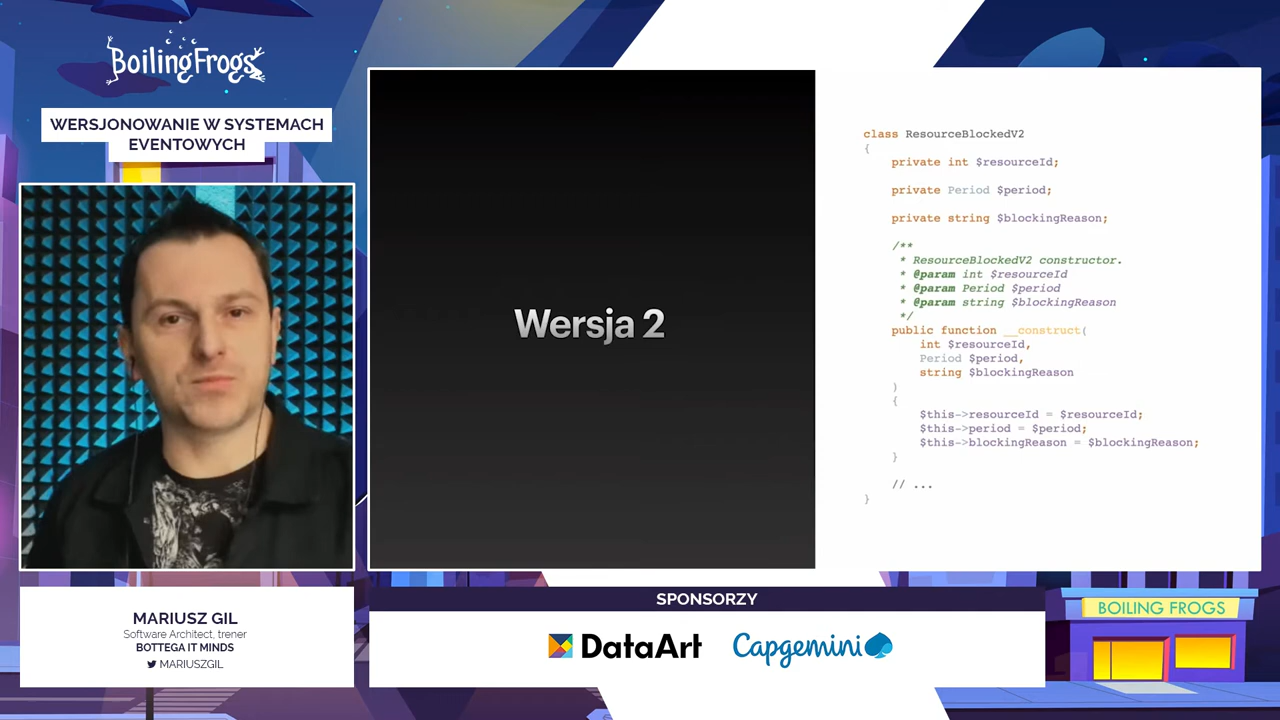 BoilingFrogs
WERSJONOWANIE W SYSTEMACH
EVENTOWYCH
Wersja 2
class ResourceBlockedV2
{
private int $resourceId;
private Period $period;
private string $blockingReason;
/**
* ResourceBlockedV2 constructor.
* @param int $resourceId
* @param Period $period
* @param string $blockingReason
*/
public function __construct(
int $resourceId,
Period $period,
string $blockingReason
)
{
$this->resourceId = $resourceId;
$this->period = $period;
$this->blockingReason = $blockingReason;
}
// ...
}
MARIUSZ GIL
Software Architect, trener
BOTTEGA IT MINDS
MARIUSZGIL
SPONSORZY
DataArt
Capgemini
BOILING FROGS